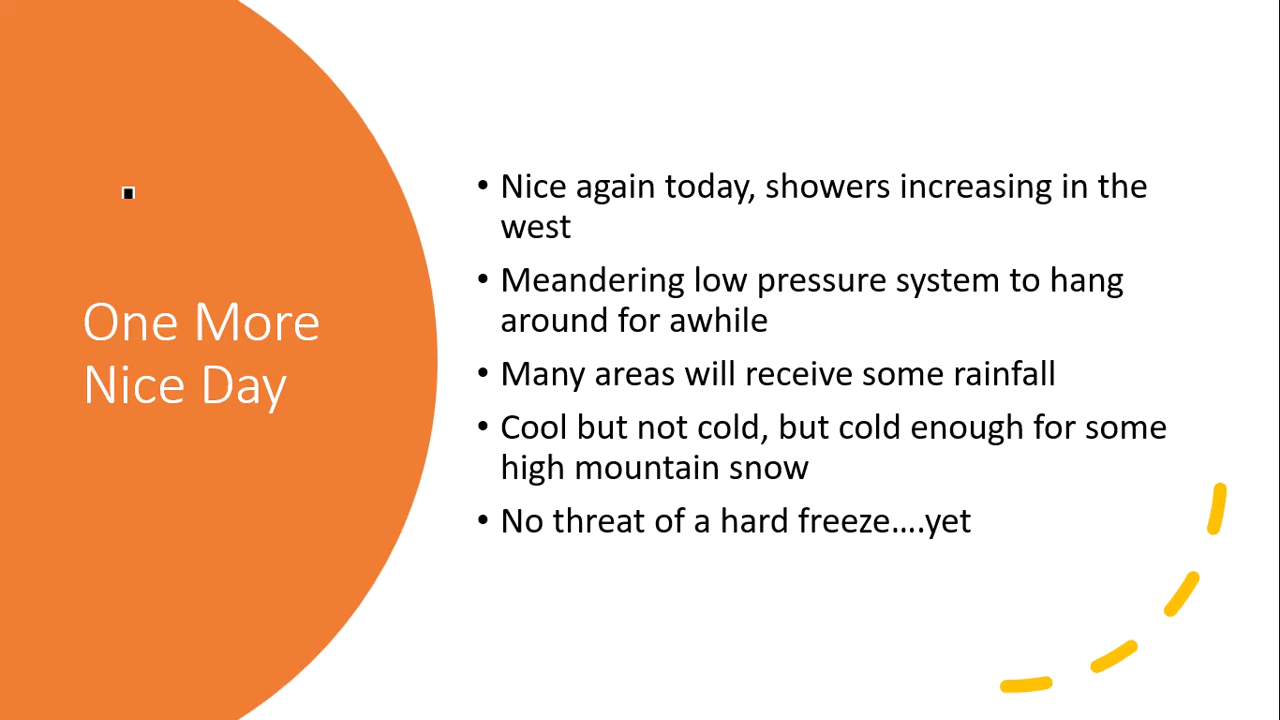 One More
Nice Day
• Nice again today, showers increasing in the
west
• Meandering low pressure system to hang
around for awhile
• Many areas will receive some rainfall
• Cool but not cold, but cold enough for some
high mountain snow
• No threat of a hard freeze....yet